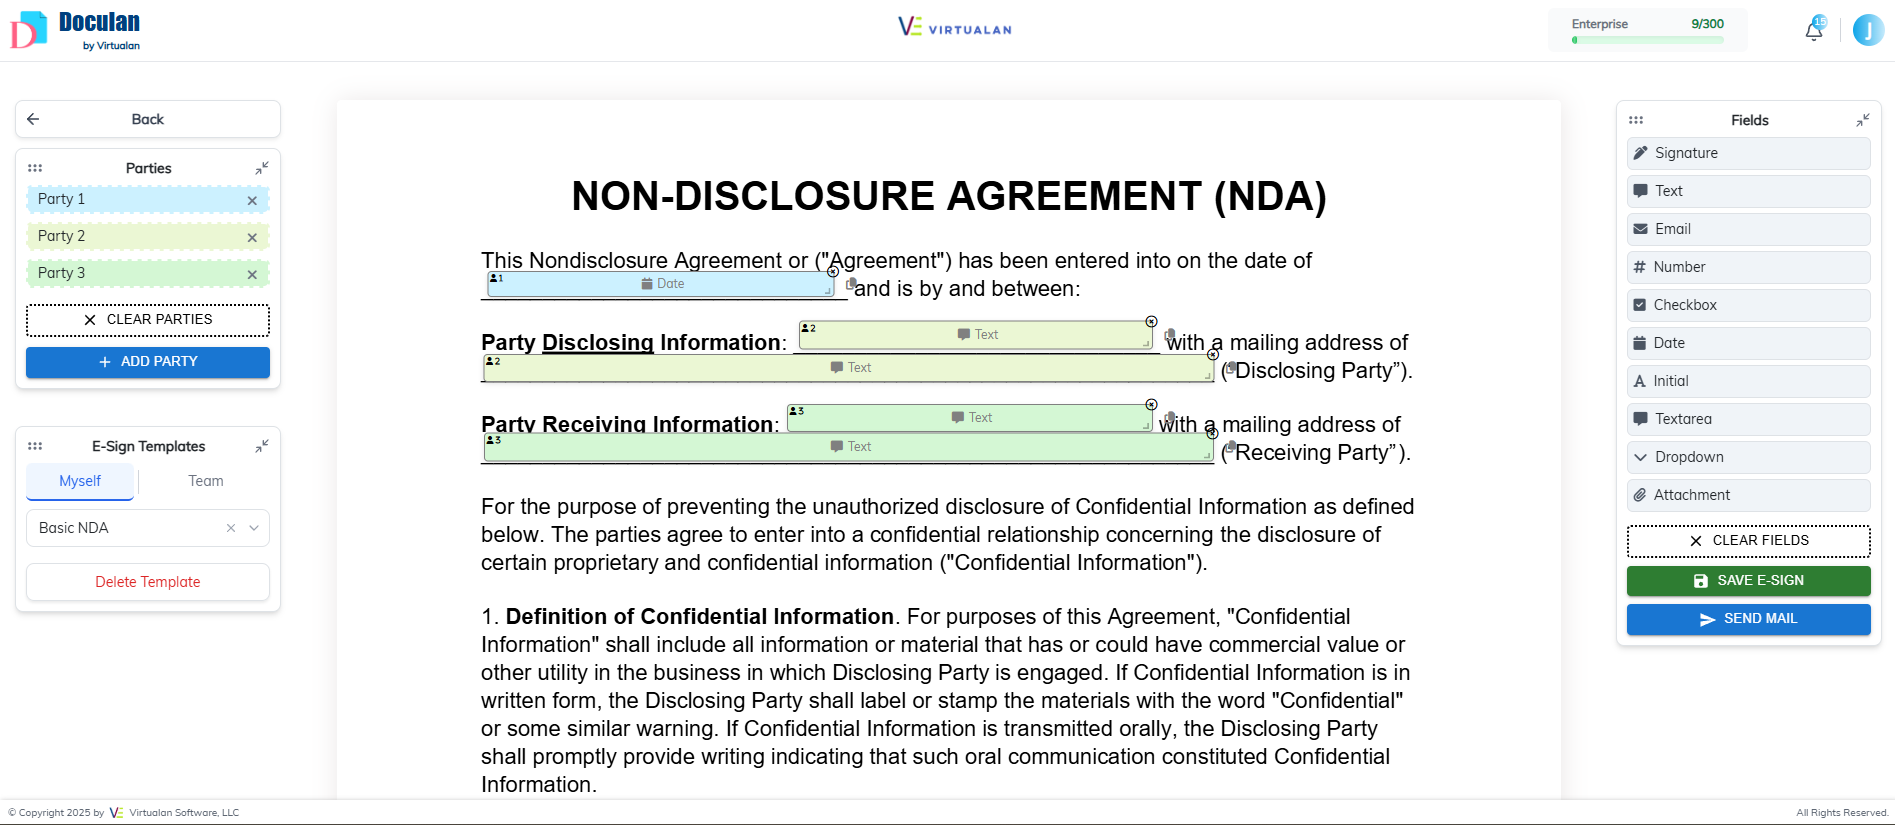 Doculan
by Virtualan
VIRTUALAN
Enterprise 9/300
15
J
Back
Parties
Party 1
Party 2
Party 3
CLEAR PARTIES
ADD PARTY
E-Sign Templates
Myself Team
Basic NDA
Delete Template
NON-DISCLOSURE AGREEMENT (NDA)
This Nondisclosure Agreement or ("Agreement") has been entered into on the date of
1 Date and is by and between:
Party Disclosing Information: 2 Text with a mailing address of
2 Text (“Disclosing Party”).
Party Receiving Information: 3 Text with a mailing address of
3 Text (“Receiving Party”).
For the purpose of preventing the unauthorized disclosure of Confidential Information as defined
below. The parties agree to enter into a confidential relationship concerning the disclosure of
certain proprietary and confidential information ("Confidential Information").
1. Definition of Confidential Information. For purposes of this Agreement, "Confidential
Information" shall include all information or material that has or could have commercial value or
other utility in the business in which Disclosing Party is engaged. If Confidential Information is in
written form, the Disclosing Party shall label or stamp the materials with the word "Confidential"
or some similar warning. If Confidential Information is transmitted orally, the Disclosing Party
shall promptly provide writing indicating that such oral communication constituted Confidential
Information.
Fields
Signature
Text
Email
Number
Checkbox
Date
Initial
Textarea
Dropdown
Attachment
CLEAR FIELDS
SAVE E-SIGN
SEND MAIL
© Copyright 2025 by VE Virtualan Software, LLC
All Rights Reserved.